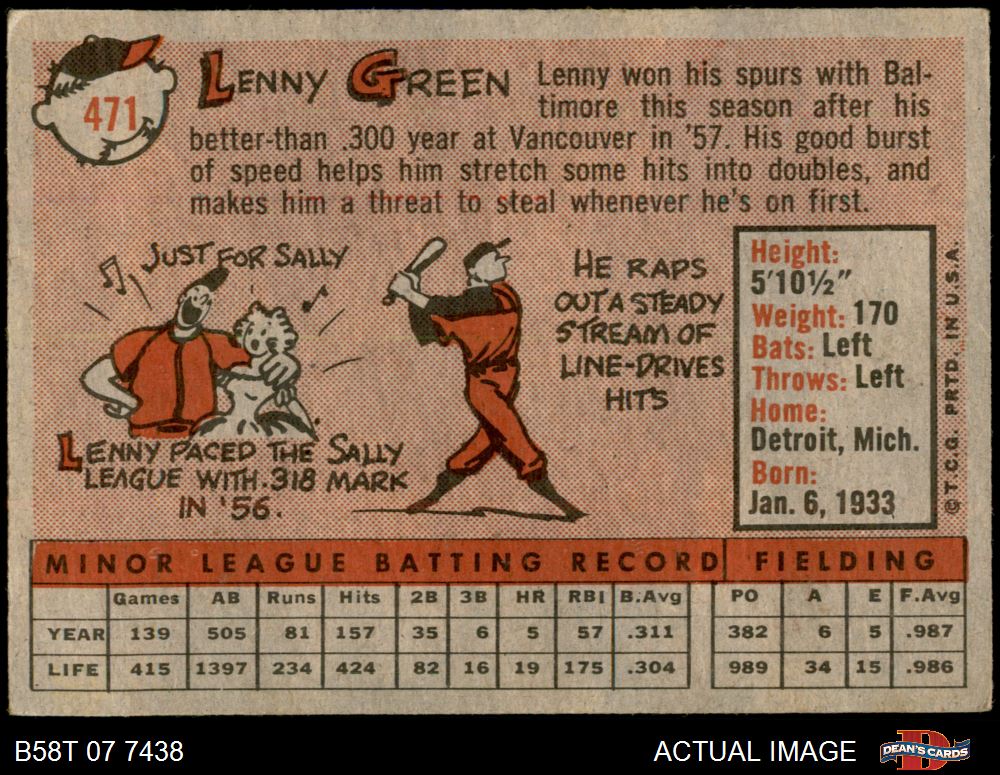 471
LENNY GREEN
Lenny won his spurs with Bal-
timore this season after his
better-than .300 year at Vancouver in '57. His good burst
of speed helps him stretch some hits into doubles, and
makes him a threat to steal whenever he's on first.
JUST FOR SALLY
LENNY PACED THE SALLY
LEAGUE WITH .318 MARK
IN '56.
HE RAPS
OUT A STEADY
STREAM OF
LINE-DRIVES
HITS
Height:
5'10½"
Weight: 170
Bats: Left
Throws: Left
Home:
Detroit, Mich.
Born:
Jan. 6, 1933
© T.C.G. PRTD. IN U.S.A.
MINOR LEAGUE BATTING RECORD FIELDING
Games AB Runs Hits 2B 3B HR RBI B.Avg PO A E F.Avg
YEAR 139 505 81 157 35 6 5 57 .311 382 6 5 .987
LIFE 415 1397 234 424 82 16 19 175 .304 989 34 15 .986
B58T 07 7438 ACTUAL IMAGE D DEAN'S CARDS